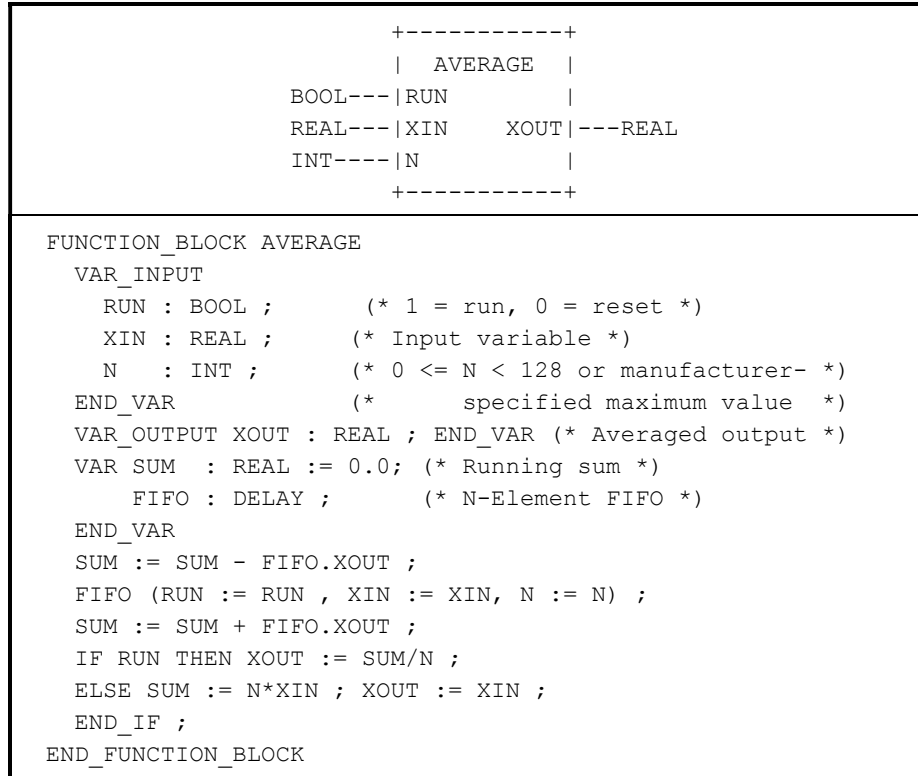 +-----------+
|  AVERAGE  |
BOOL---|RUN        |
REAL---|XIN    XOUT|---REAL
INT----|N          |
+-----------+
FUNCTION_BLOCK AVERAGE
VAR_INPUT
RUN : BOOL ;       (* 1 = run, 0 = reset *)
XIN : REAL ;      (* Input variable *)
N   : INT ;       (* 0 <= N < 128 or manufacturer- *)
END_VAR           (*      specified maximum value  *)
VAR_OUTPUT XOUT : REAL ; END_VAR (* Averaged output *)
VAR SUM  : REAL := 0.0; (* Running sum *)
FIFO : DELAY ;       (* N-Element FIFO *)
END_VAR
SUM := SUM - FIFO.XOUT ;
FIFO (RUN := RUN , XIN := XIN, N := N) ;
SUM := SUM + FIFO.XOUT ;
IF RUN THEN XOUT := SUM/N ;
ELSE SUM := N*XIN ; XOUT := XIN ;
END_IF ;
END_FUNCTION_BLOCK